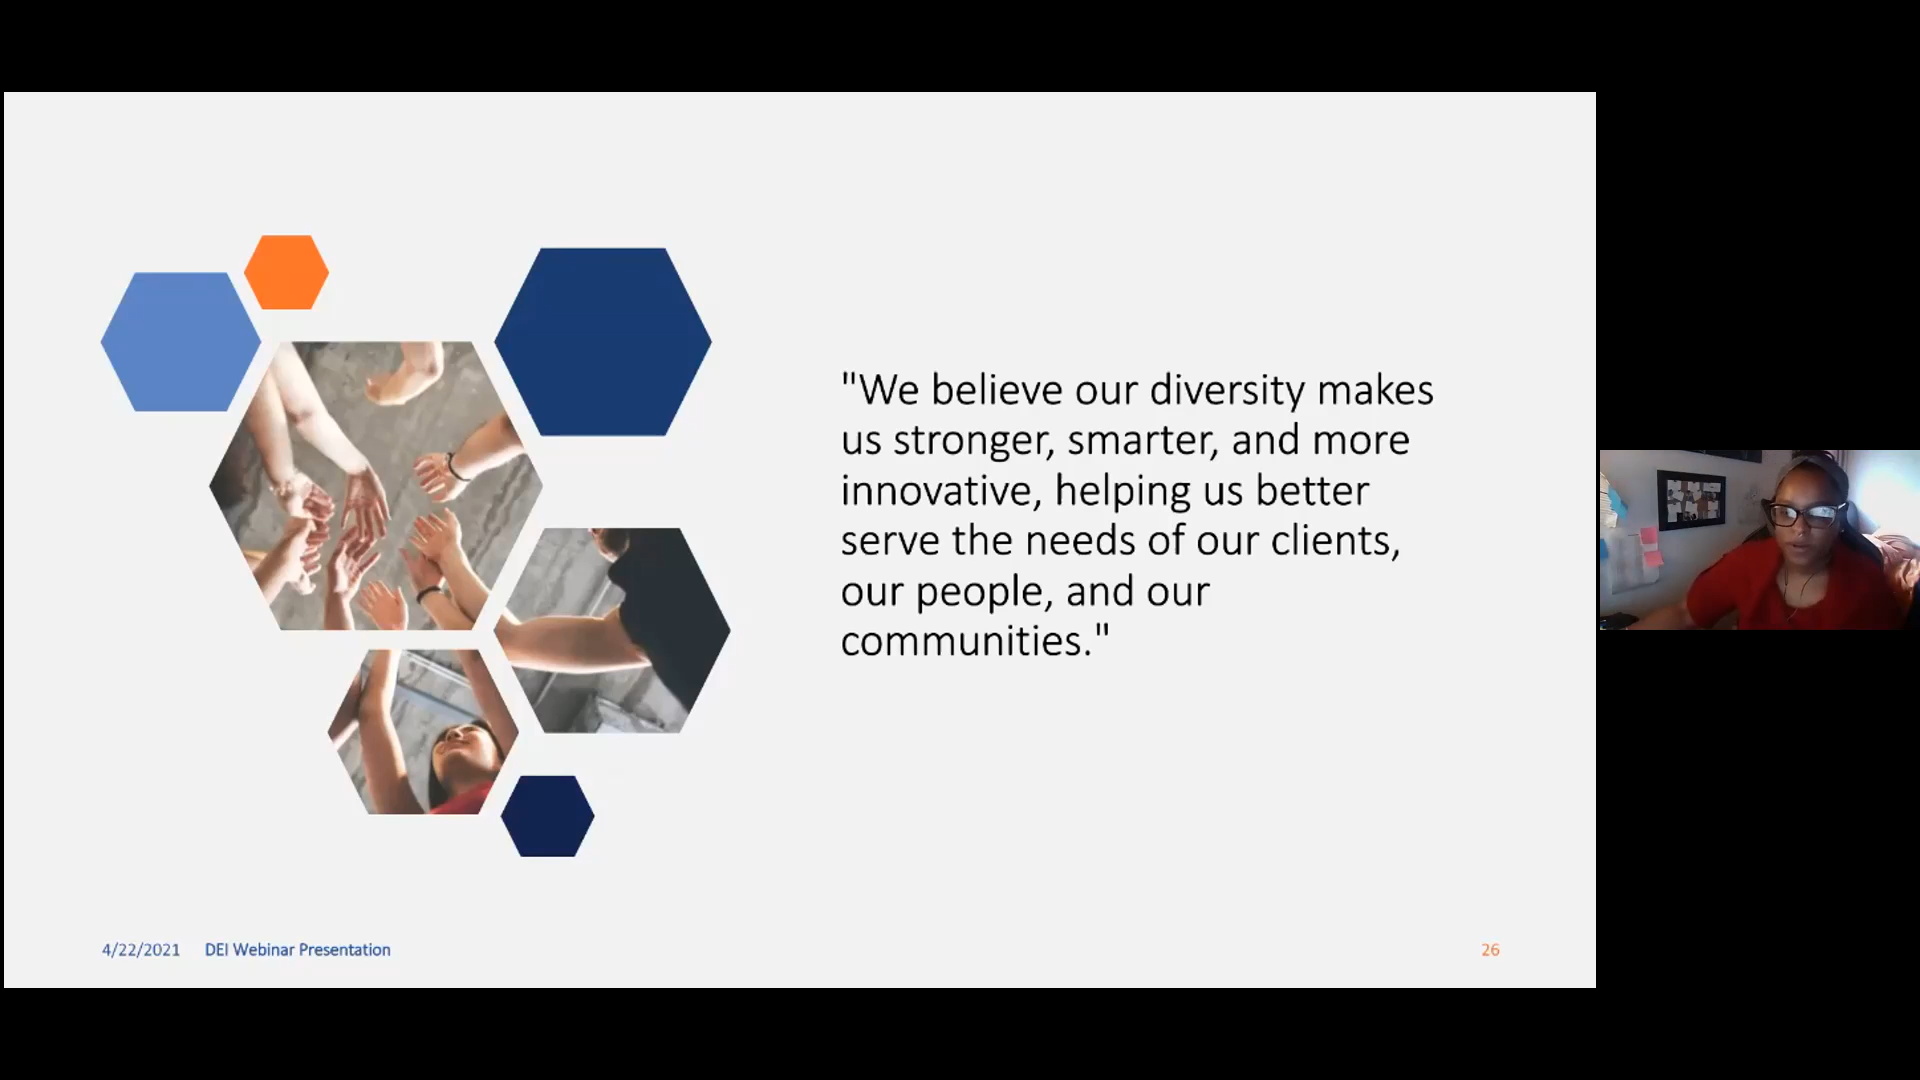 "We believe our diversity makes
us stronger, smarter, and more
innovative, helping us better
serve the needs of our clients,
our people, and our
communities."
4/22/2021 DEI Webinar Presentation 26